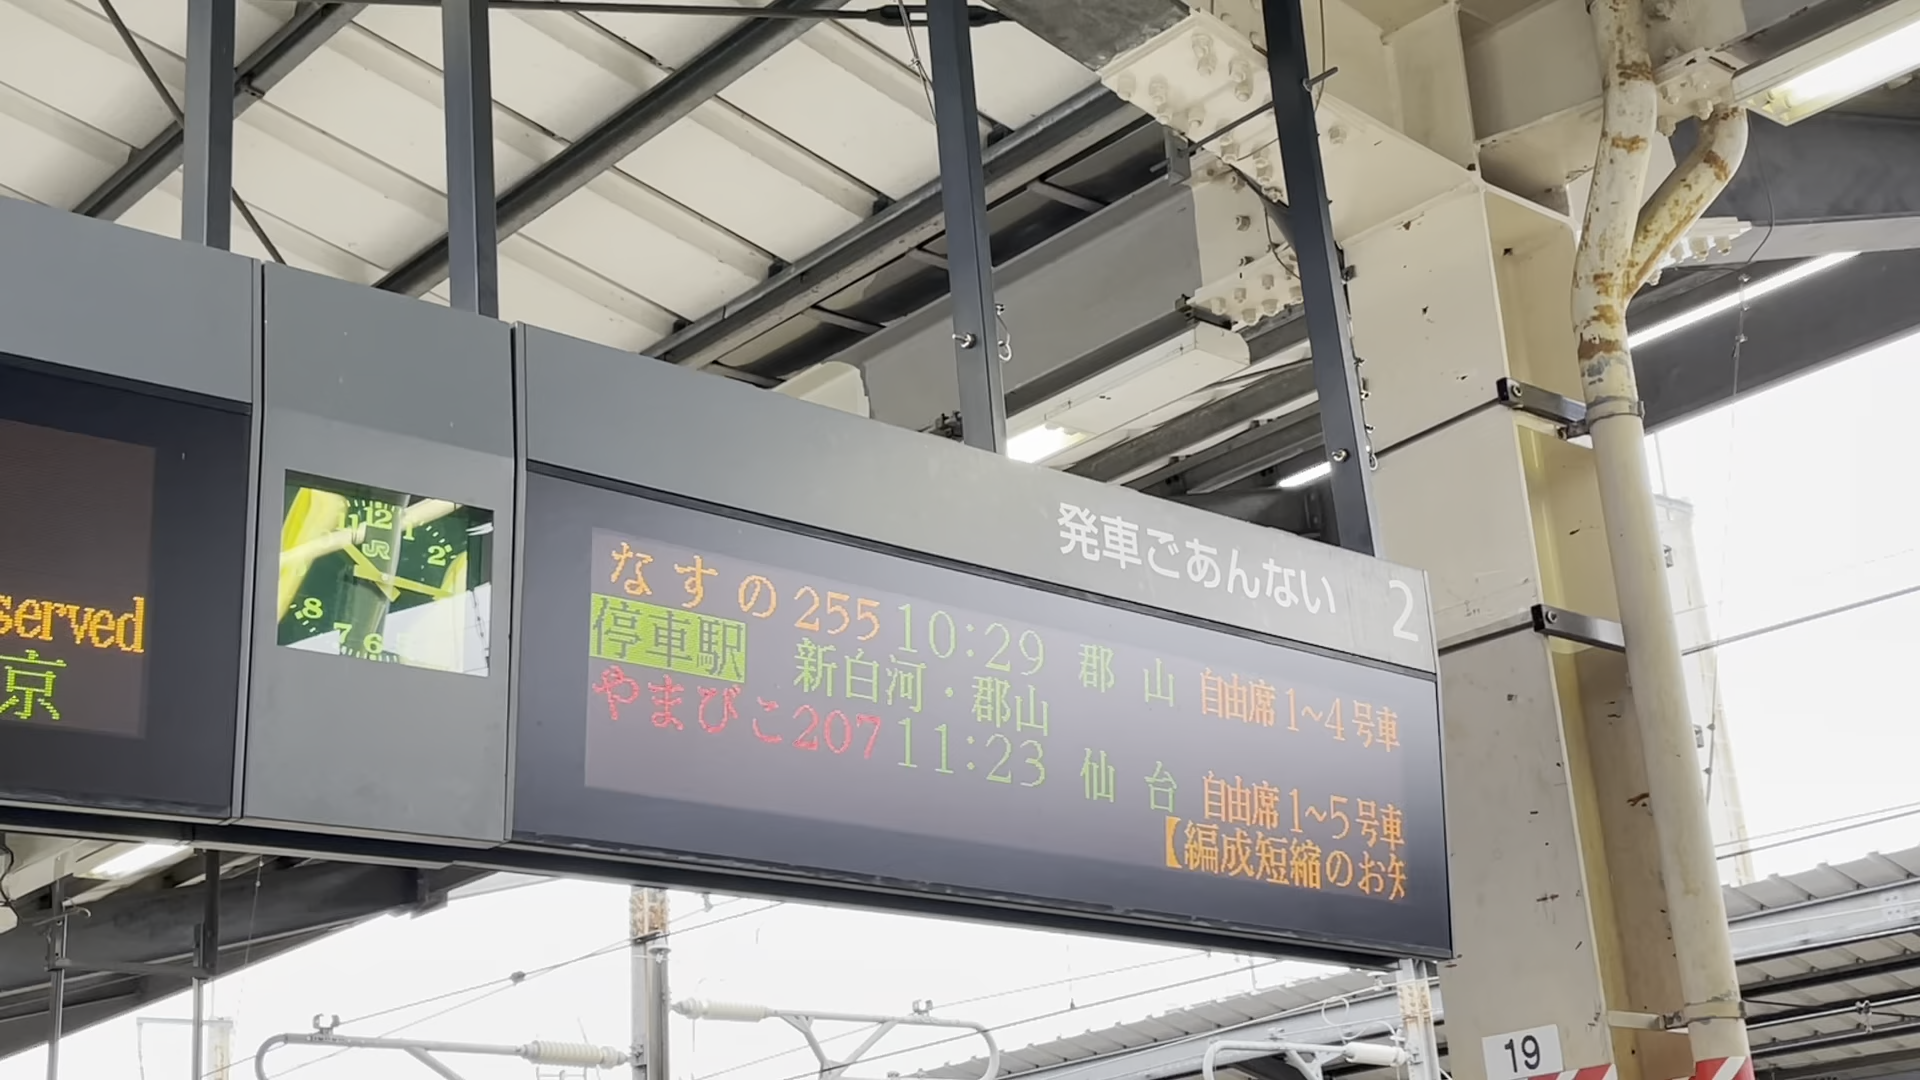 served
京
12
1
11
JR
2
8
7
6
発車ごあんない 2
なすの255 10:29 郡山 自由席1～4号車
停車駅 新白河・郡山
やまびこ207 11:23 仙台 自由席1～5号車
【編成短縮のお知
19